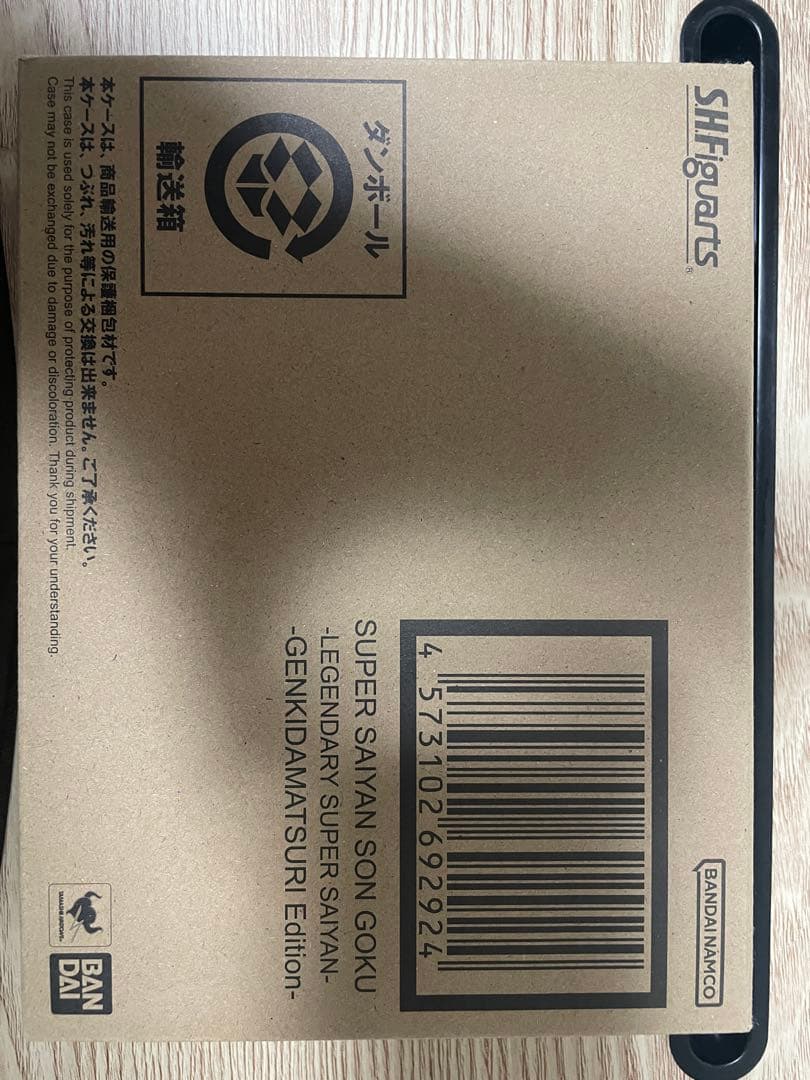 S.H.Figuarts®
ダンボール
輸送箱
本ケースは、商品輸送用の保護梱包材です。
本ケースは、つぶれ、汚れ等による交換は出来ません。ご了承ください。
This case is used solely for the purpose of protecting product during shipment.
Case may not be exchanged due to damage or discoloration. Thank you for your understanding.
BANDAI NAMCO
4 573102 692924
SUPER SAIYAN SON GOKU
-LEGENDARY SUPER SAIYAN-
-GENKIDAMATSURI Edition-
TAMASHII NATIONS
BAN
DAI